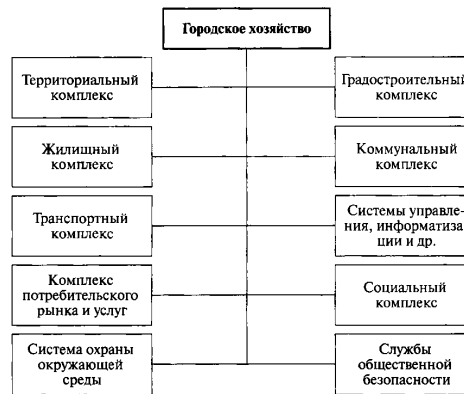 Городское хозяйство
Территориальный
комплекс
Градостроительный
комплекс
Жилищный
комплекс
Коммунальный
комплекс
Транспортный
комплекс
Системы управле-
ния, информатиза
ции и др.
Комплекс
потребительского
рынка и услуг
Социальный
комплекс
Система охраны
окружающей
среды
Службы
общественной
безопасности